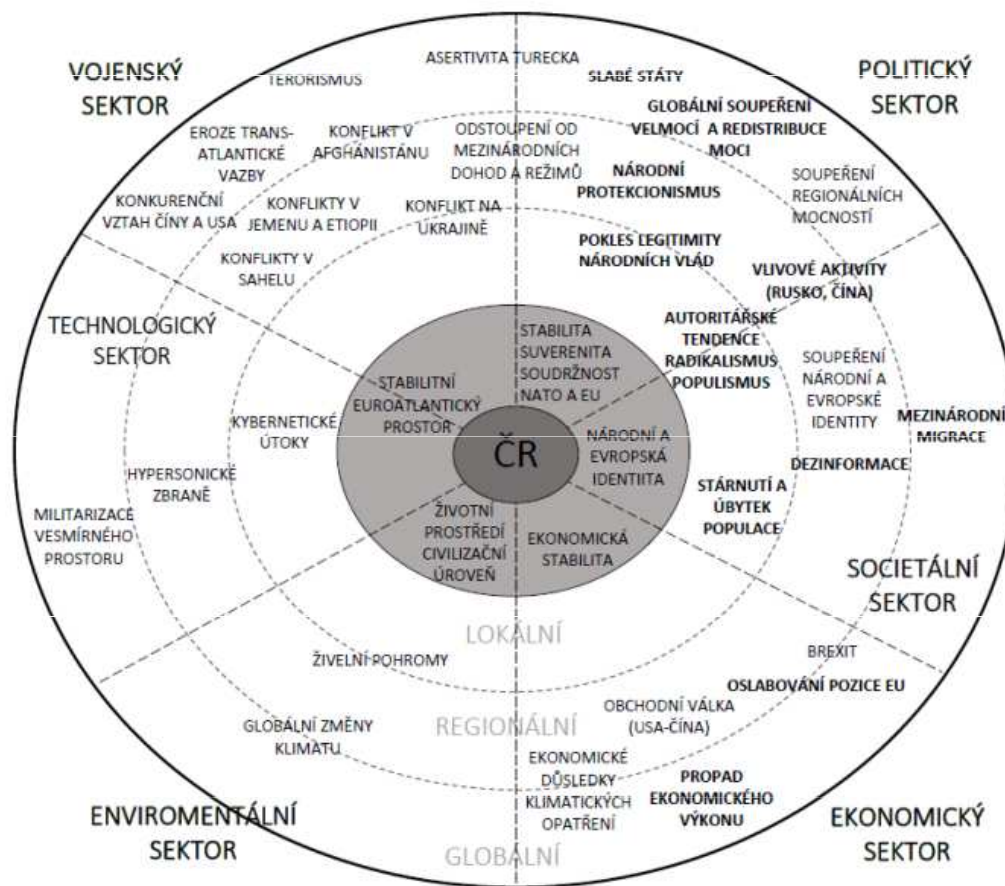 VOJENSKÝ
SEKTOR
TERORISMUS
ASERTIVITA TURECKA
SLABÉ STÁTY
POLITICKÝ
SEKTOR
GLOBÁLNÍ SOUPEŘENÍ
VELMOCÍ A REDISTRIBUCE
MOCI
EROZE TRANS-
ATLANTICKÉ
VAZBY
KONFLIKT V
AFGHÁNISTÁNU
ODSTOUPENÍ OD
MEZINÁRODNÍCH
DOHOD A REŽIMŮ
NÁRODNÍ
PROTEKCIONISMUS
SOUPEŘENÍ
REGIONÁLNÍCH
MOCNOSTÍ
KONKURENČNÍ
VZTAH ČÍNY A USA
KONFLIKTY V
JEMENU A ETIOPII
KONFLIKT NA
UKRAJINĚ
POKLES LEGITIMITY
NÁRODNÍCH VLÁD
KONFLIKTY V
SAHELU
VLIVOVÉ AKTIVITY
(RUSKO, ČÍNA)
TECHNOLOGICKÝ
SEKTOR
AUTORITÁŘSKÉ
TENDENCE
RADIKALISMUS
POPULISMUS
STABILITA
SUVERENITA
SOUDRŽNOST
NATO A EU
STABILITNÍ
EUROATLANTICKÝ
PROSTOR
SOUPEŘENÍ
NÁRODNÍ A
EVROPSKÉ
IDENTITY
MEZINÁRODNÍ
MIGRACE
KYBERNETICKÉ
ÚTOKY
ČR
NÁRODNÍ A
EVROPSKÁ
IDENTIITA
DEZINFORMACE
HYPERSONICKÉ
ZBRANĚ
STÁRNUTÍ A
ÚBYTEK
POPULACE
MILITARIZACE
VESMÍRNÉHO
PROSTORU
ŽIVOTNÍ
PROSTŘEDÍ
CIVILIZAČNÍ
ÚROVEŇ
EKONOMICKÁ
STABILITA
SOCIETÁLNÍ
SEKTOR
LOKÁLNÍ
ŽIVELNÍ POHROMY
BREXIT
OSLABOVÁNÍ POZICE EU
GLOBÁLNÍ ZMĚNY
KLIMATU
REGIONÁLNÍ
OBCHODNÍ VÁLKA
(USA-ČÍNA)
EKONOMICKÉ
DŮSLEDKY
KLIMATICKÝCH
OPATŘENÍ
PROPAD
EKONOMICKÉHO
VÝKONU
ENVIROMENTÁLNÍ
SEKTOR
GLOBÁLNÍ
EKONOMICKÝ
SEKTOR